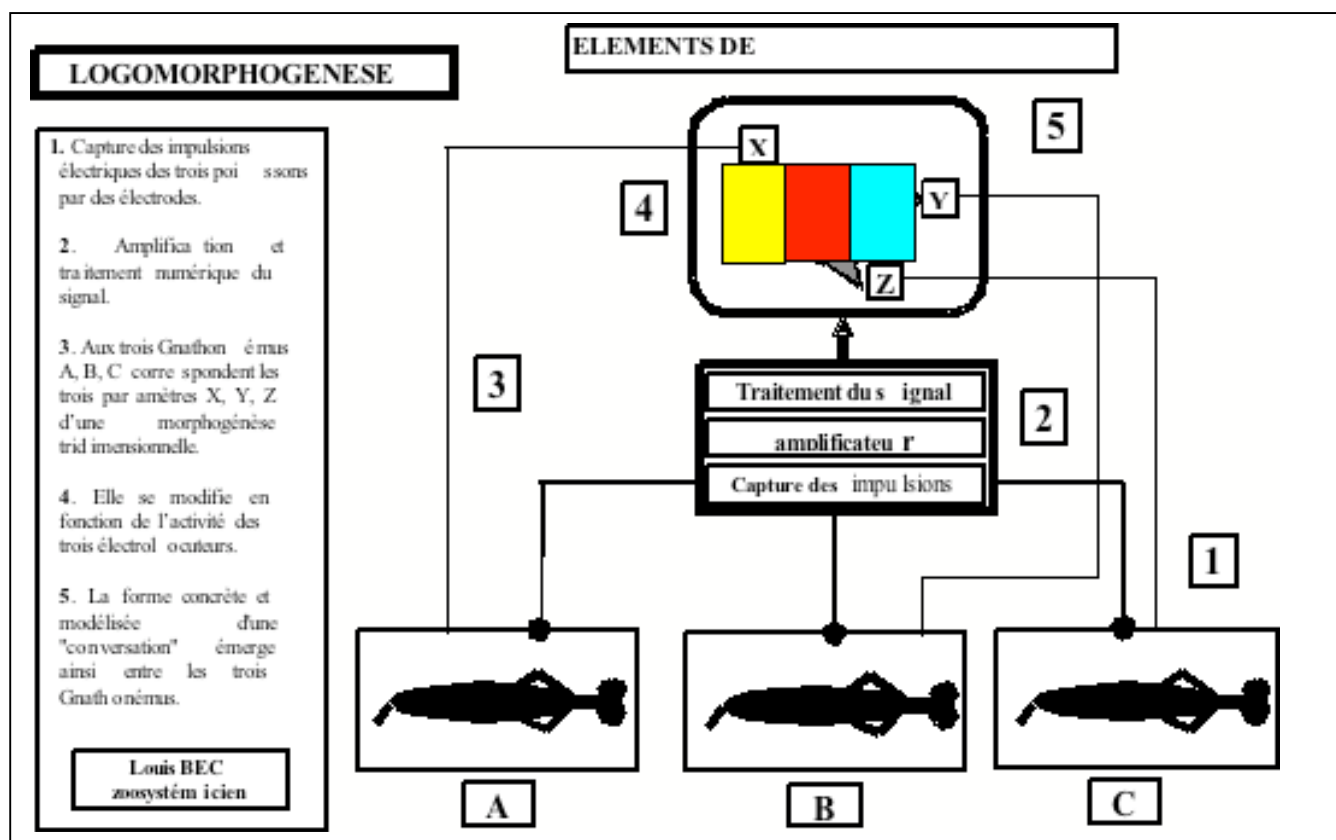 LOGOMORPHOGENESE
ELEMENTS DE
1. Capture des impulsions
électriques des trois poi ssons
par des électrodes.
2. Amplifica tion et
traitement numérique du
signal.
3. Aux trois Gnathon émus
A, B, C corre spondent les
trois par amètres X, Y, Z
d'une morphogénèse
trid imensionnelle.
4. Elle se modifie en
fonction de l'activité des
trois électrol ocuteurs.
5. La forme concrète et
modélisée d'une
"con versation" émerge
ainsi entre les trois
Gnath onémus.
Louis BEC
zoosystém icien
5
X
4
Y
Z
3
Traitement du s ignal
2
amplificateu r
Capture des impu lsions
1
A
B
C